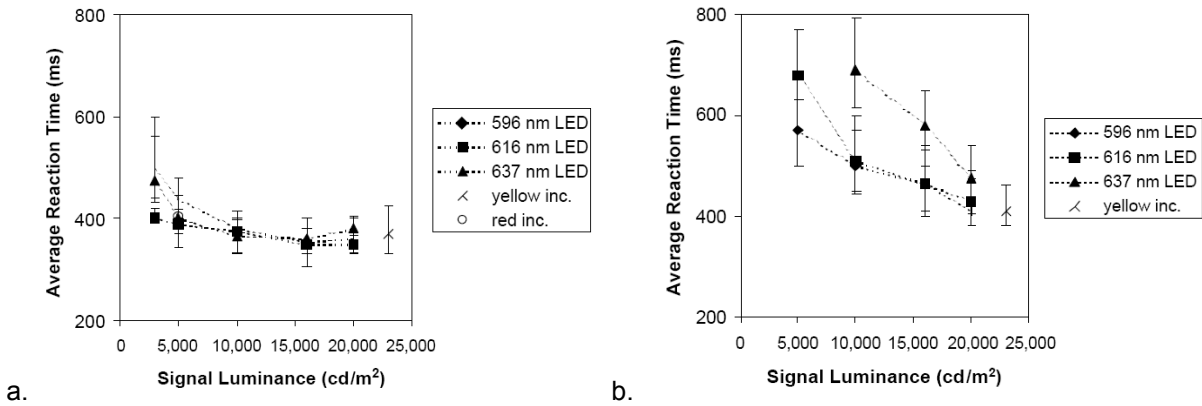 Average Reaction Time (ms)
800
600
400
200
0
5,000
10,000
15,000
20,000
25,000
Signal Luminance (cd/m²)
596 nm LED
616 nm LED
637 nm LED
yellow inc.
red inc.
a.
Average Reaction Time (ms)
800
600
400
200
0
5,000
10,000
15,000
20,000
25,000
Signal Luminance (cd/m²)
596 nm LED
616 nm LED
637 nm LED
yellow inc.
b.